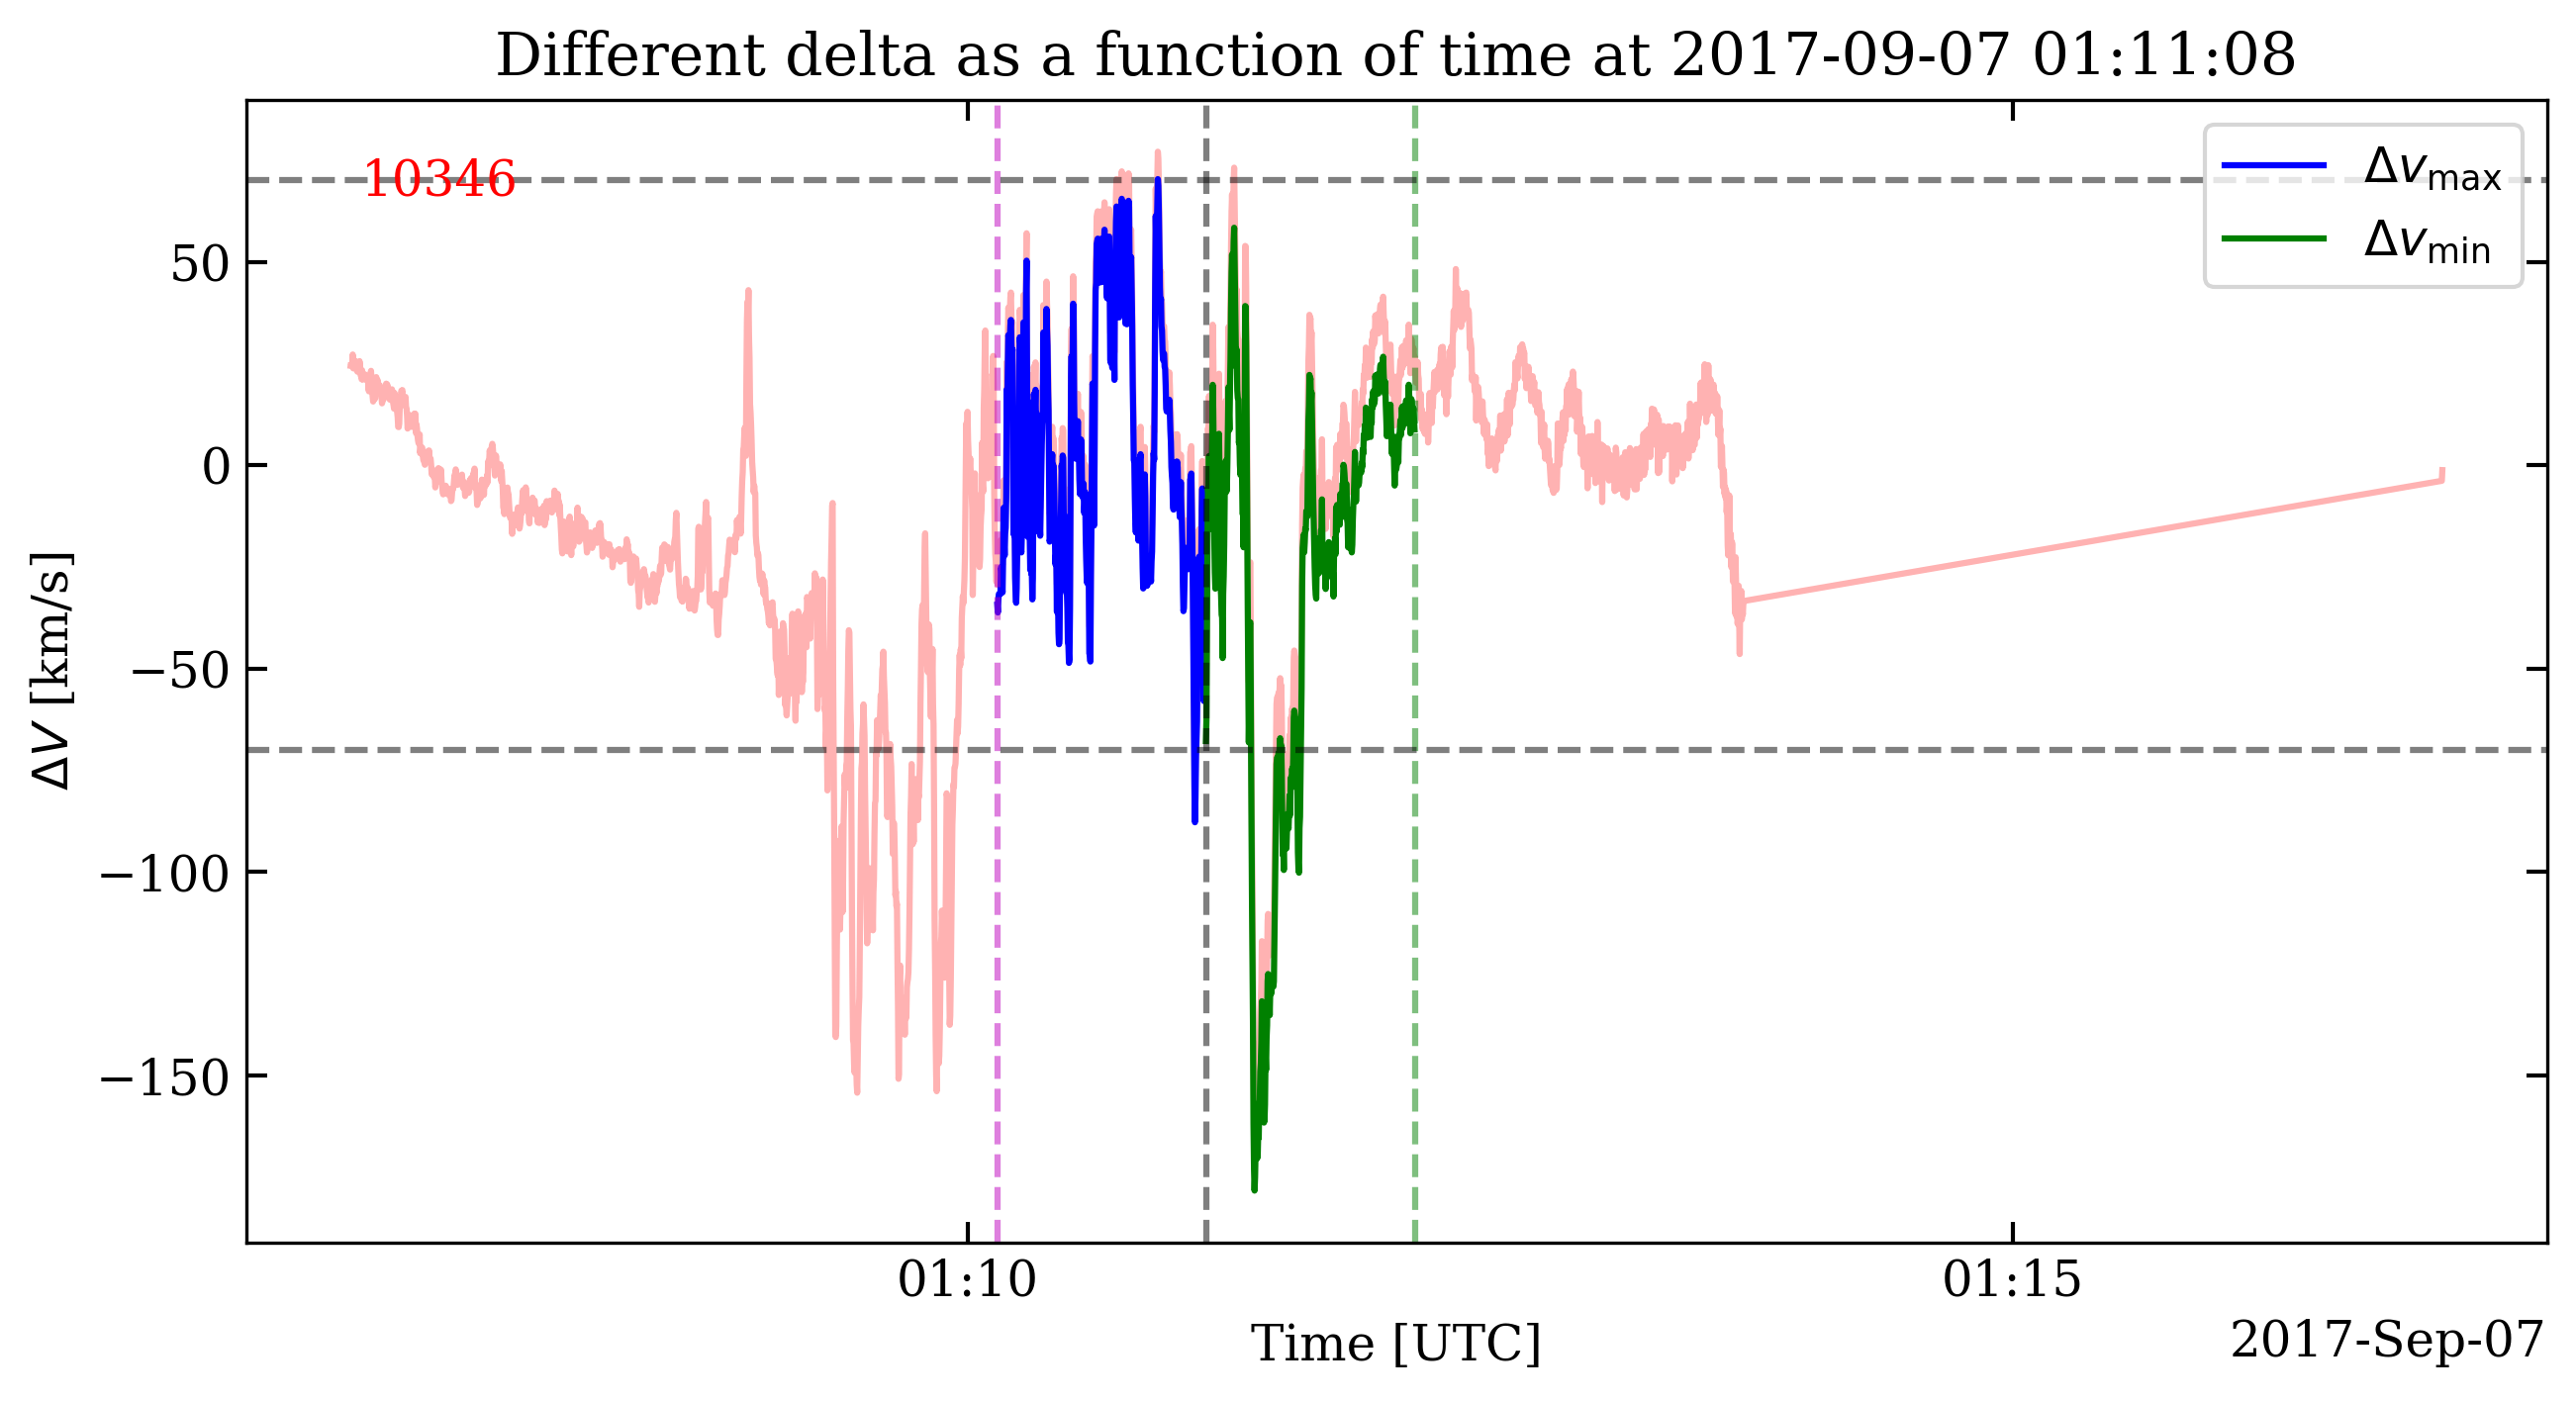 Different delta as a function of time at 2017-09-07 01:11:08
10346
Δv_max
Δv_min
50
0
−50
−100
−150
ΔV [km/s]
01:10
01:15
Time [UTC]
2017-Sep-07